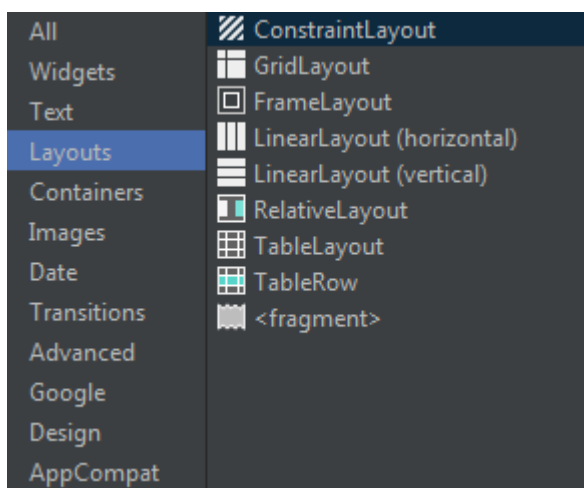 All
Widgets
Text
Layouts
Containers
Images
Date
Transitions
Advanced
Google
Design
AppCompat
ConstraintLayout
GridLayout
FrameLayout
LinearLayout (horizontal)
LinearLayout (vertical)
RelativeLayout
TableLayout
TableRow
<fragment>